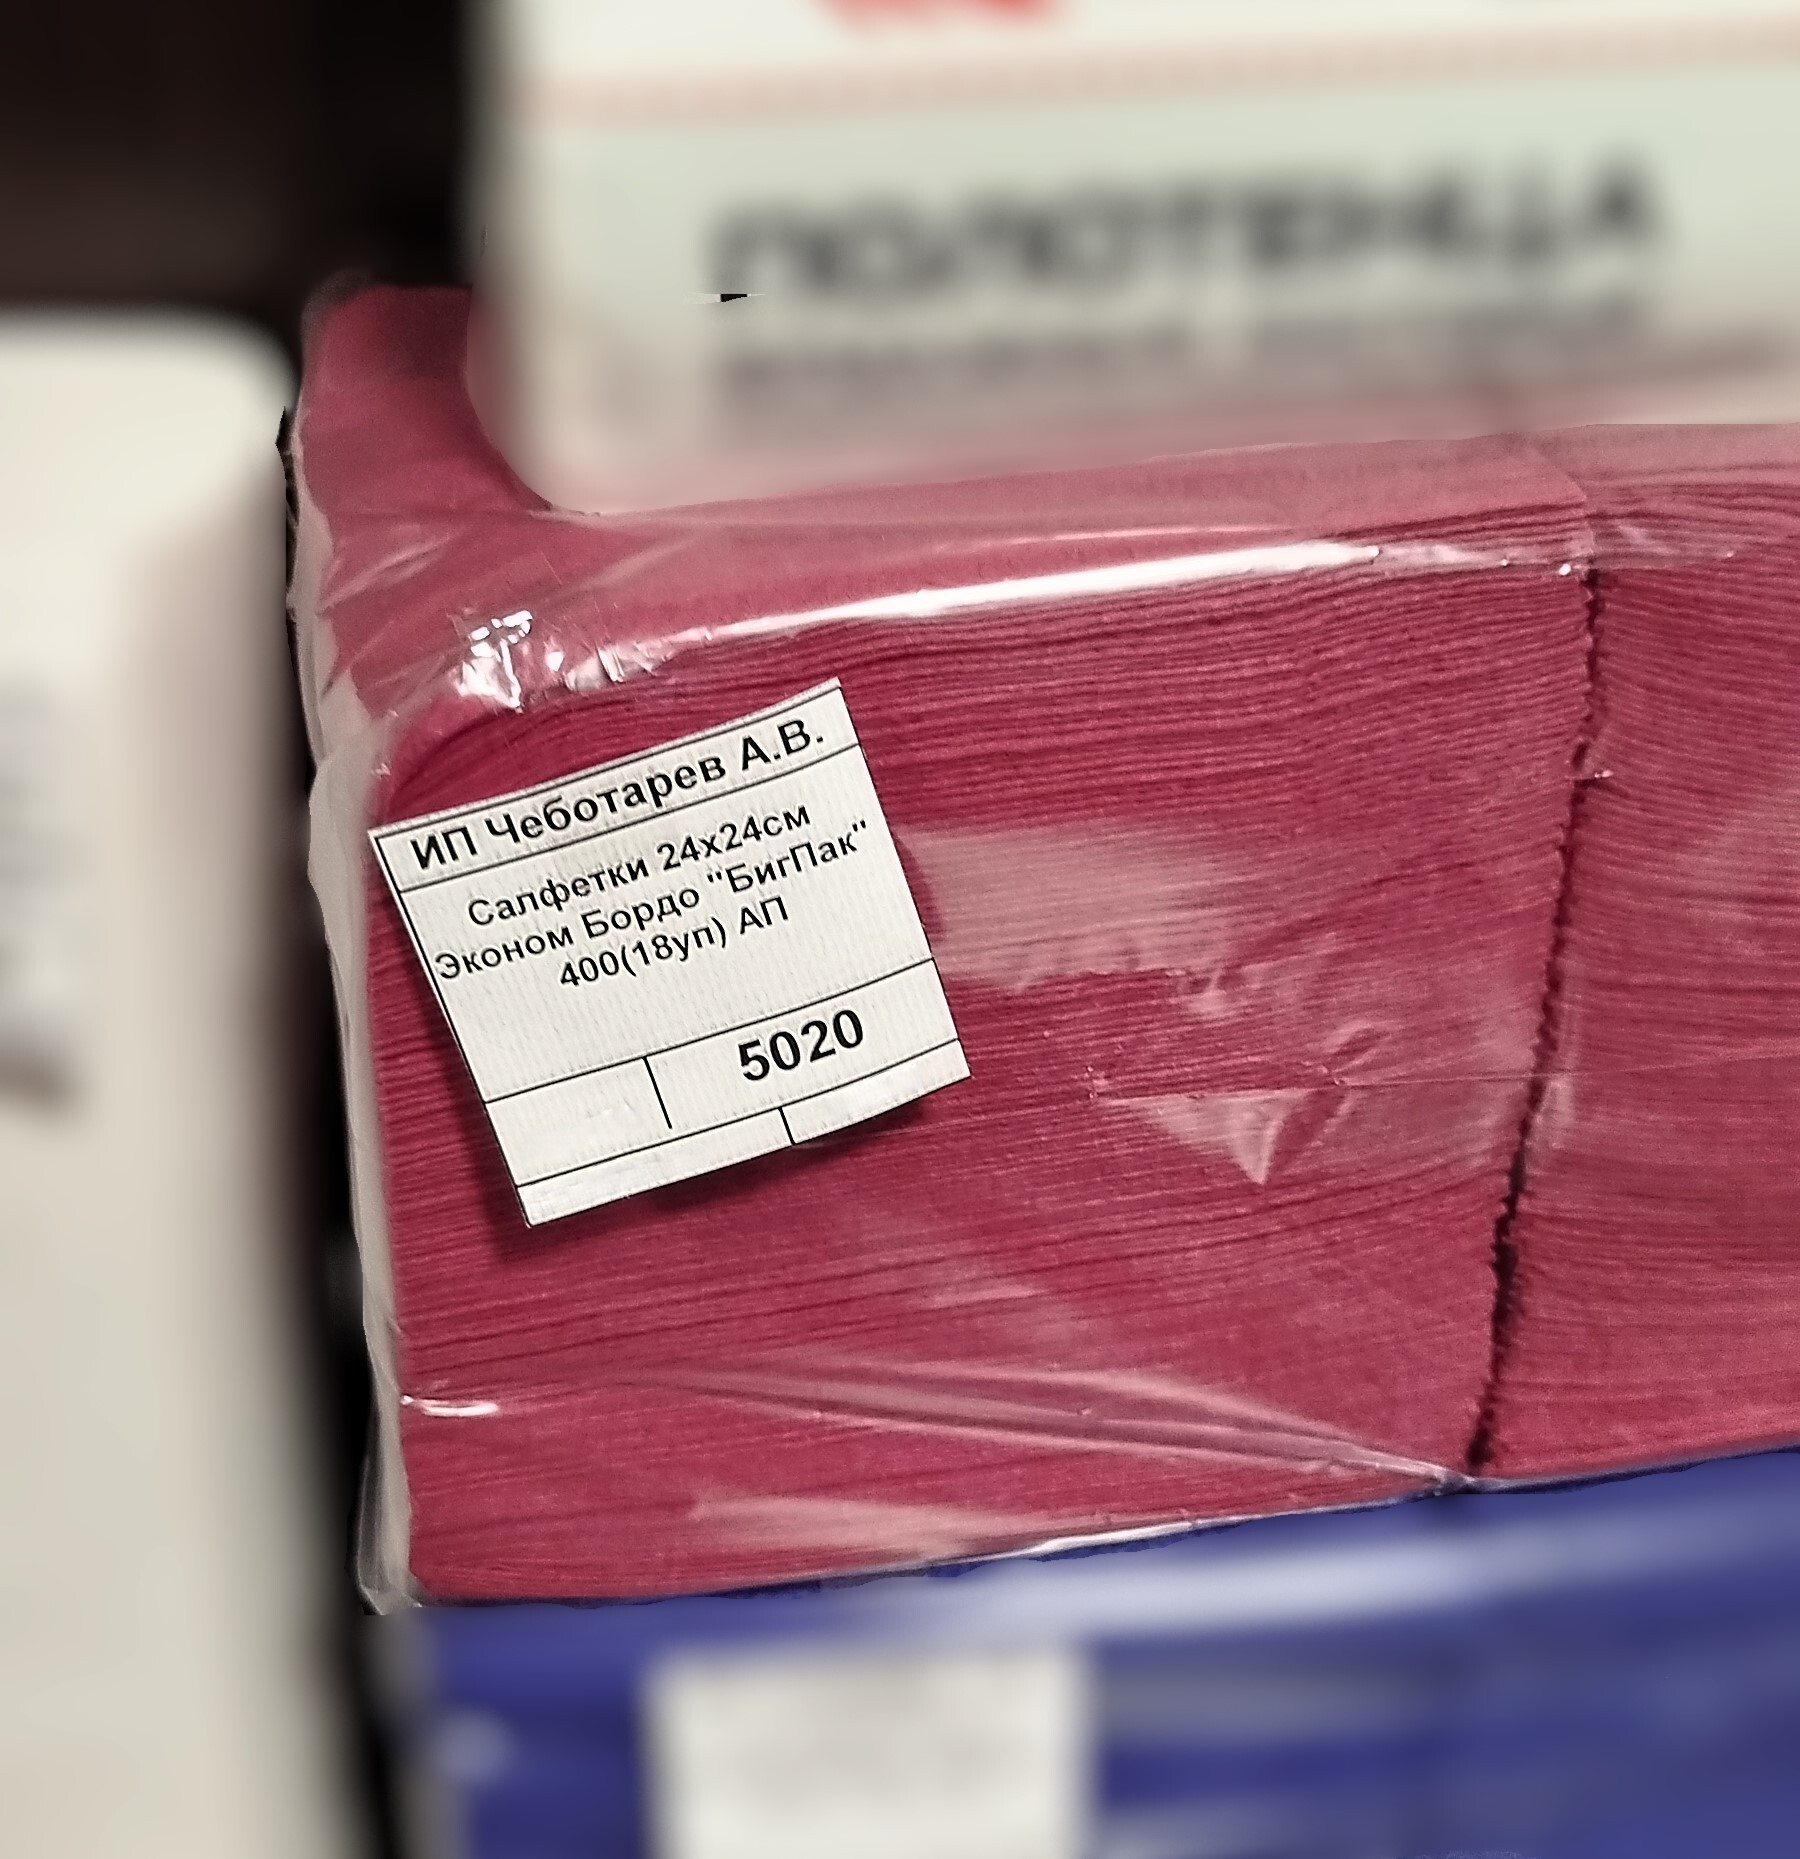 ПОЛОТЕНЦА
ИП Чеботарев А.В.
Салфетки 24х24см
Эконом Бордо "БигПак"
400(18уп) АП
5020